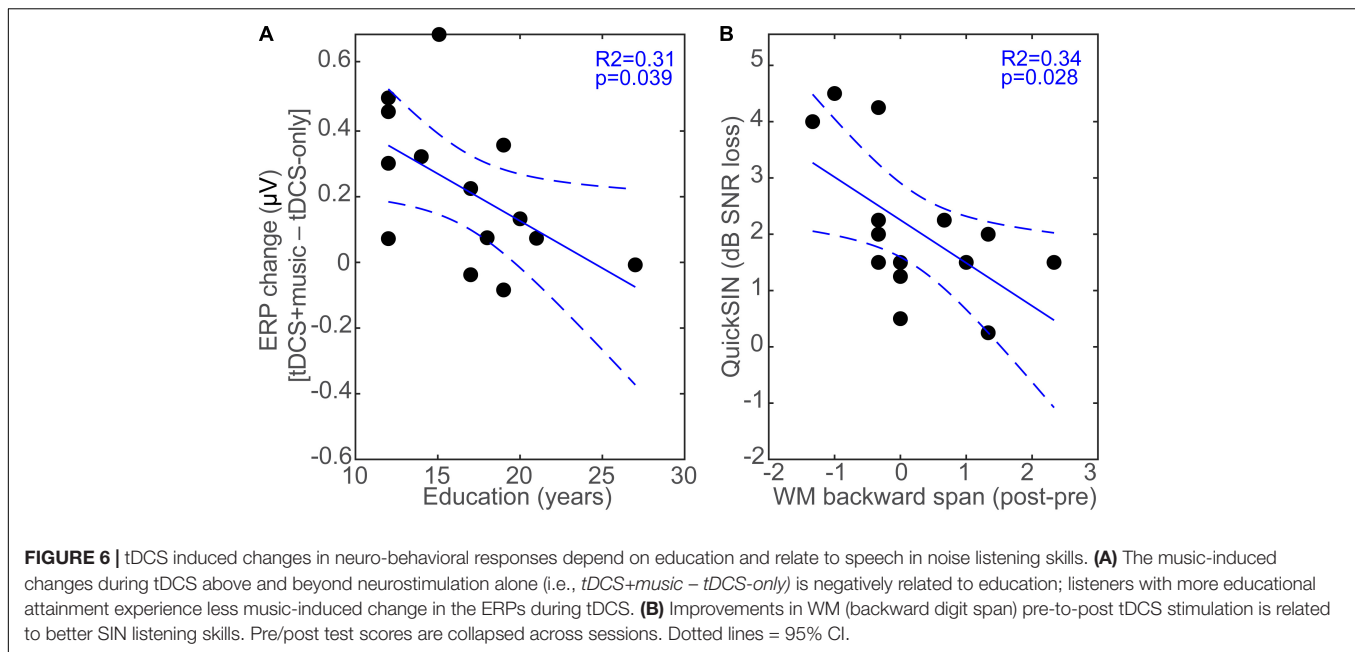 A
R2=0.31
p=0.039
0.6
0.4
0.2
0
-0.2
-0.4
-0.6
ERP change (µV)
[tDCS+music – tDCS-only]
10
15
20
25
30
Education (years)
B
R2=0.34
p=0.028
5
4
3
2
1
0
-1
-2
QuickSIN (dB SNR loss)
-2
-1
0
1
2
3
WM backward span (post-pre)
FIGURE 6 | tDCS induced changes in neuro-behavioral responses depend on education and relate to speech in noise listening skills. (A) The music-induced
changes during tDCS above and beyond neurostimulation alone (i.e., tDCS+music – tDCS-only) is negatively related to education; listeners with more educational
attainment experience less music-induced change in the ERPs during tDCS. (B) Improvements in WM (backward digit span) pre-to-post tDCS stimulation is related
to better SIN listening skills. Pre/post test scores are collapsed across sessions. Dotted lines = 95% CI.